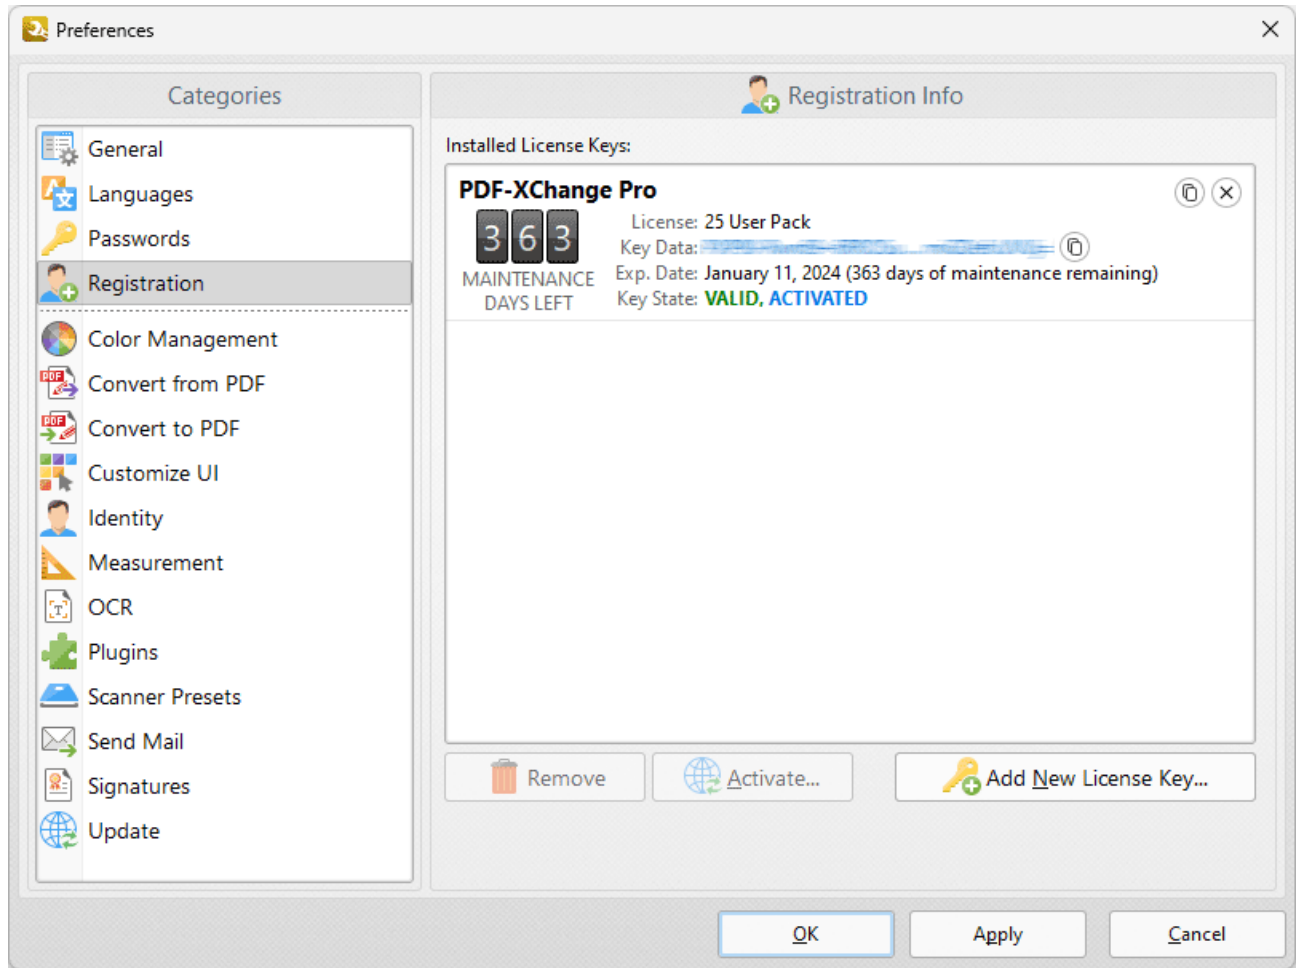 Preferences
Categories
General
Languages
Passwords
Registration
Color Management
Convert from PDF
Convert to PDF
Customize UI
Identity
Measurement
OCR
Plugins
Scanner Presets
Send Mail
Signatures
Update
Registration Info
Installed License Keys:
PDF-XChange Pro
363
MAINTENANCE
DAYS LEFT
License: 25 User Pack
Key Data:
Exp. Date: January 11, 2024 (363 days of maintenance remaining)
Key State: VALID, ACTIVATED
Remove
Activate...
Add New License Key...
OK
Apply
Cancel